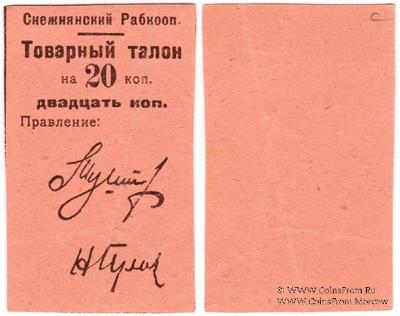 Снежнянский Рабкооп.
Товарный талон
на 20 коп.
двадцать коп.
Правление:
с
© WWW.CoinsFrom.Ru
WWW.CoinsFrom.Moscow